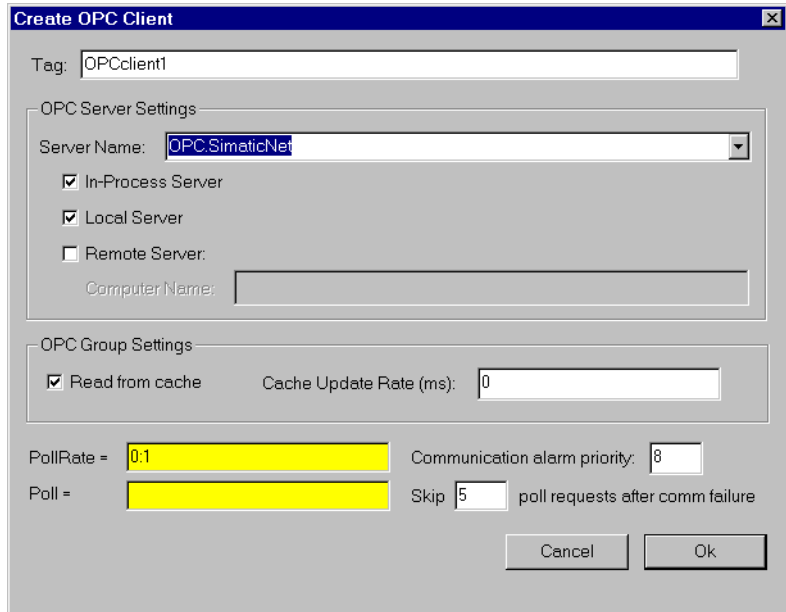 Create OPC Client
Tag: OPCclient1
OPC Server Settings
Server Name: OPC.SimaticNet
In-Process Server
Local Server
Remote Server:
Computer Name:
OPC Group Settings
Read from cache Cache Update Rate (ms): 0
PollRate = 0:1 Communication alarm priority: 8
Poll = Skip 5 poll requests after comm failure
Cancel Ok